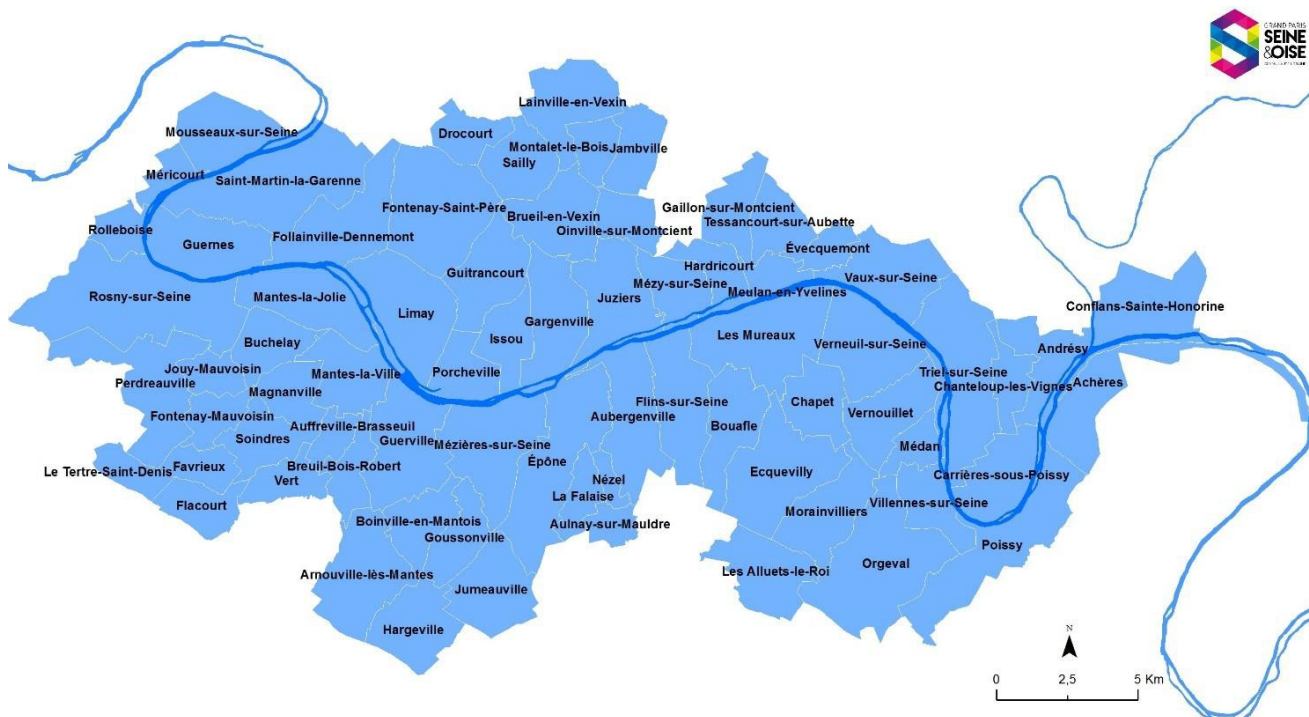 GRAND PARIS
SEINE
&OISE
Lainville-en-Vexin
Mousseaux-sur-Seine
Drocourt
Montalet-le-Bois
Jambville
Sailly
Méricourt
Saint-Martin-la-Garenne
Fontenay-Saint-Père
Gaillon-sur-Montcient
Brueil-en-Vexin
Tessancourt-sur-Aubette
Rolleboise
Oinville-sur-Montcient
Guernes
Follainville-Dennemont
Évecquemont
Hardricourt
Guitrancourt
Vaux-sur-Seine
Mézy-sur-Seine
Rosny-sur-Seine
Mantes-la-Jolie
Juziers
Meulan-en-Yvelines
Conflans-Sainte-Honorine
Limay
Gargenville
Les Mureaux
Issou
Buchelay
Verneuil-sur-Seine
Andrésy
Jouy-Mauvoisin
Mantes-la-Ville
Porcheville
Triel-sur-Seine
Perdreauville
Achères
Chanteloup-les-Vignes
Magnanville
Flins-sur-Seine
Chapet
Fontenay-Mauvoisin
Aubergenville
Vernouillet
Auffreville-Brasseuil
Bouafle
Soindres
Guerville
Mézières-sur-Seine
Médan
Épône
Favrieux
Breuil-Bois-Robert
Le Tertre-Saint-Denis
Ecquevilly
Carrières-sous-Poissy
Vert
Nézel
La Falaise
Flacourt
Villennes-sur-Seine
Morainvilliers
Boinville-en-Mantois
Aulnay-sur-Mauldre
Goussonville
Poissy
Orgeval
Les Alluets-le-Roi
Arnouville-lès-Mantes
Jumeauville
Hargeville
N
0 2,5 5 Km